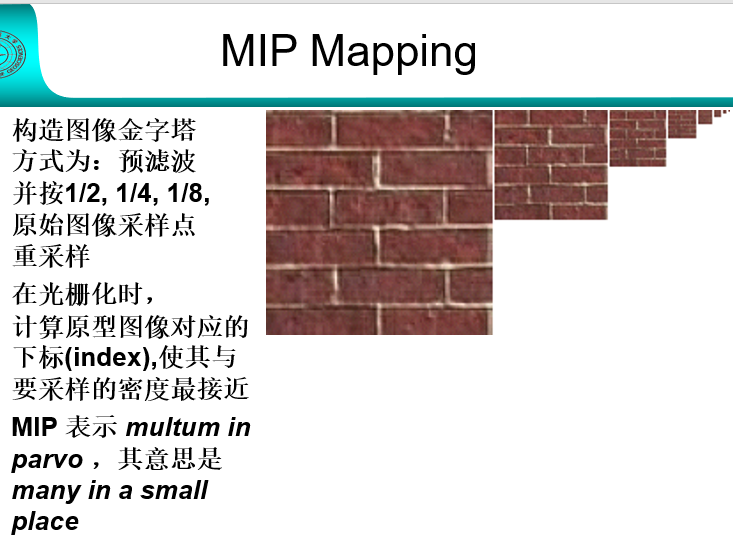 MIP Mapping
构造图像金字塔
方式为：预滤波
并按1/2, 1/4, 1/8,
原始图像采样点
重采样
在光栅化时，
计算原型图像对应的
下标(index),使其与
要采样的密度最接近
MIP 表示 multum in
parvo ，其意思是
many in a small
place